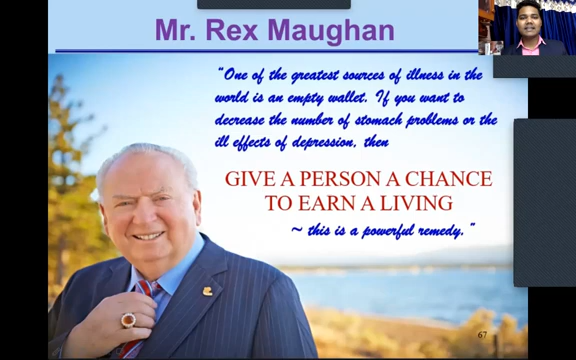 Mr. Rex Maughan
"One of the greatest sources of illness in the
world is an empty wallet. If you want to
decrease the number of stomach problems or the
ill effects of depression, then
GIVE A PERSON A CHANCE
TO EARN A LIVING
~ this is a powerful remedy."
67